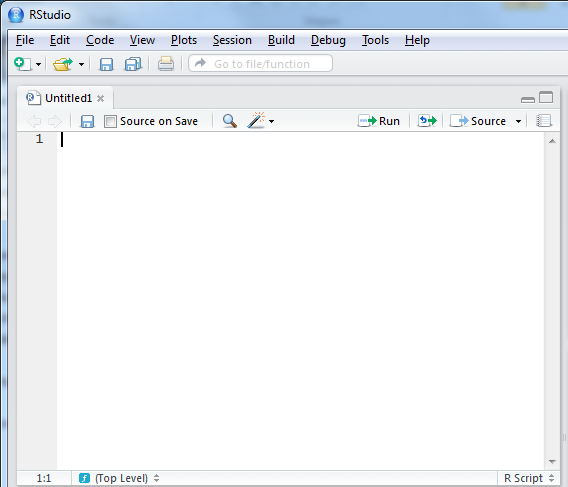 RStudio
File Edit Code View Plots Session Build Debug Tools Help
Go to file/function
Untitled1
Source on Save Run Source
1
1:1 (Top Level) R Script